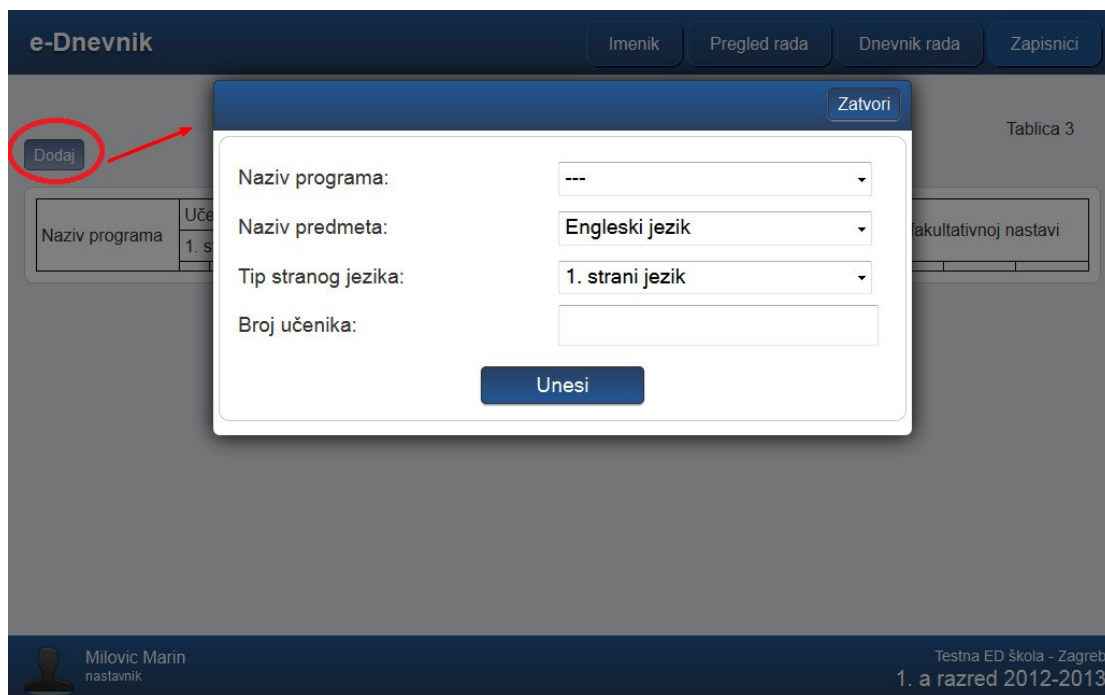 e-Dnevnik
Imenik
Pregled rada
Dnevnik rada
Zapisnici
Zatvori
Tablica 3
Dodaj
Naziv programa:
---
Naziv predmeta:
Engleski jezik
Tip stranog jezika:
1. strani jezik
Broj učenika:
Unesi
Naziv programa
Uče
1. s
fakultativnoj nastavi
Milovic Marin
nastavnik
Testna ED škola - Zagreb
1. a razred 2012-2013